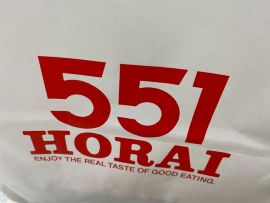 551
HORAI
ENJOY THE REAL TASTE OF GOOD EATING.